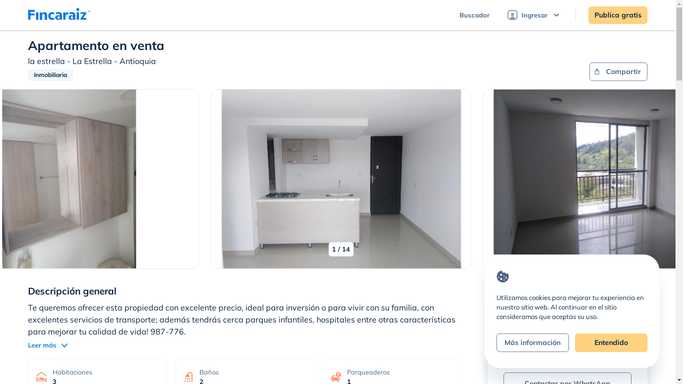 Fincaraiz
Buscador
Ingresar
Publica gratis
Apartamento en venta
la estrella - La Estrella - Antioquia
Inmobiliaria
Compartir
1 / 14
Descripción general
Te queremos ofrecer esta propiedad con excelente precio, ideal para inversión o para vivir con su familia, con
excelentes servicios de transporte; además tendrás cerca parques infantiles, hospitales entre otras características
para mejorar tu calidad de vida! 987-776.
Leer más
Habitaciones
3
Baños
2
Parqueaderos
1
Utilizamos cookies para mejorar tu experiencia en
nuestro sitio web. Al continuar en el sitio
consideramos que aceptas su uso.
Más información
Entendido
Contactar por WhatsApp